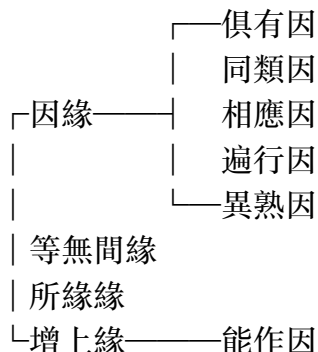 俱有因
同類因
因緣 相應因
遍行因
異熟因
等無間緣
所緣緣
增上緣 能作因